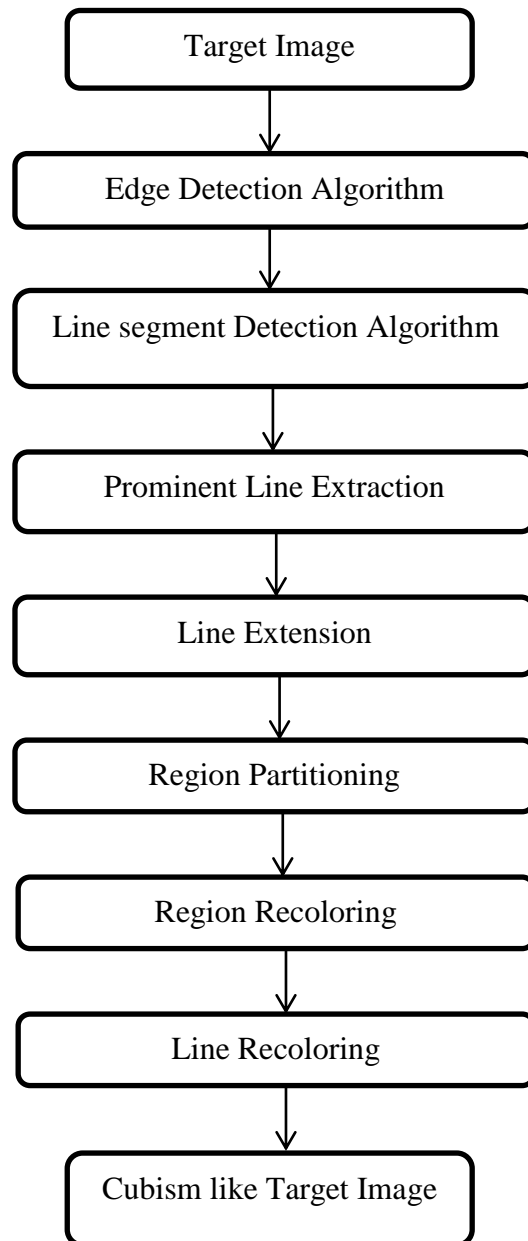 Target Image
Edge Detection Algorithm
Line segment Detection Algorithm
Prominent Line Extraction
Line Extension
Region Partitioning
Region Recoloring
Line Recoloring
Cubism like Target Image